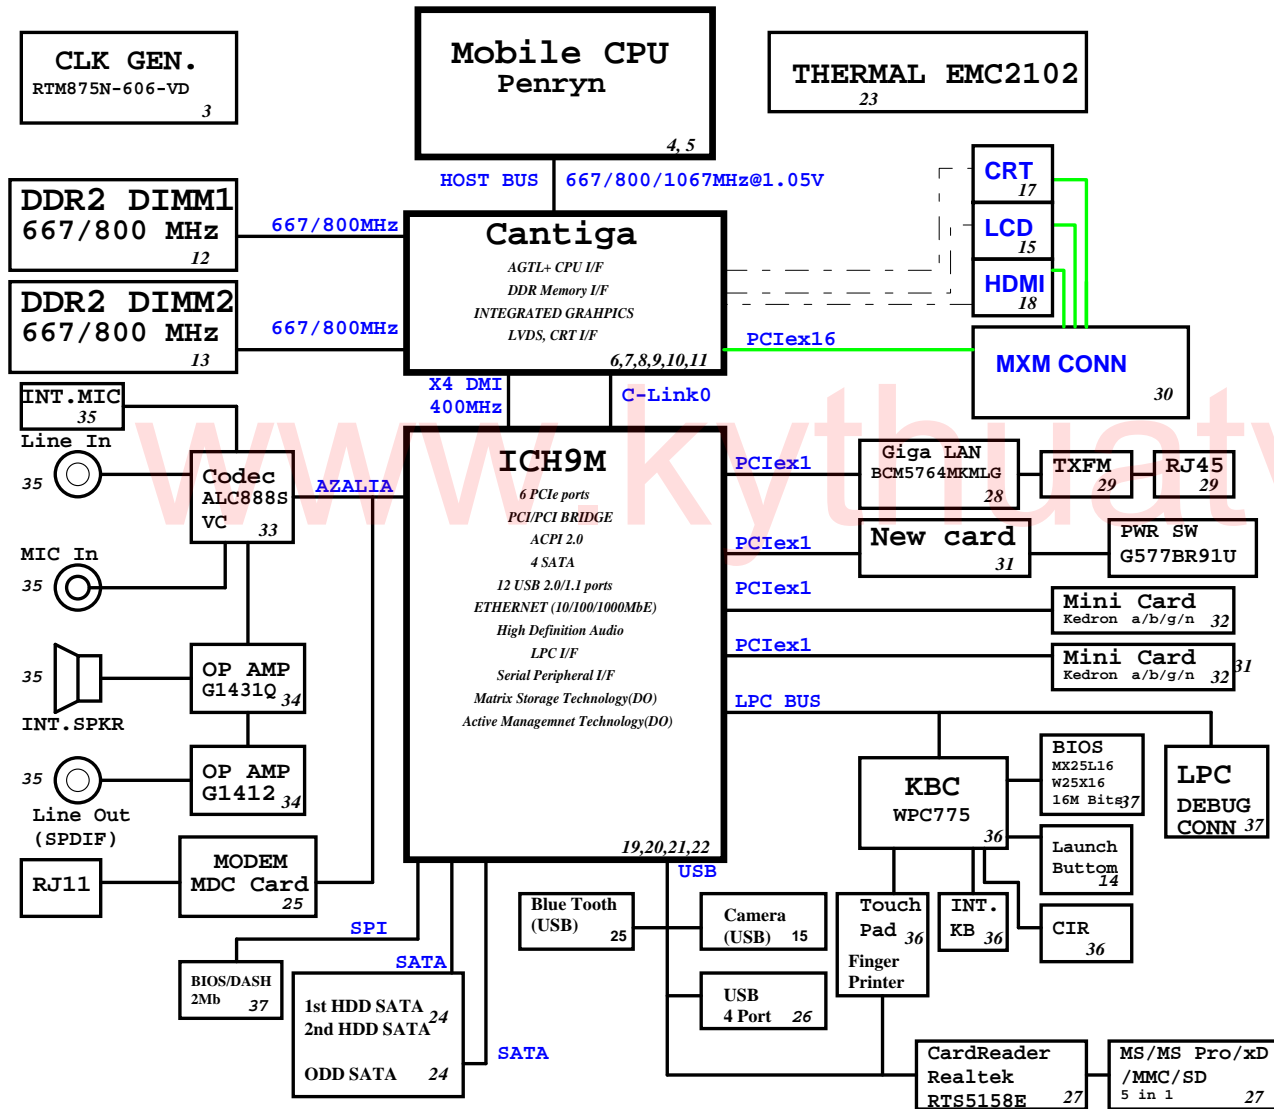 CLK GEN.
RTM875N-606-VD
3
Mobile CPU
Penryn
4, 5
THERMAL EMC2102
23
HOST BUS
667/800/1067MHz@1.05V
DDR2 DIMM1
667/800 MHz
12
667/800MHz
DDR2 DIMM2
667/800 MHz
13
667/800MHz
Cantiga
AGTL+ CPU I/F
DDR Memory I/F
INTEGRATED GRAHPICS
LVDS, CRT I/F
6,7,8,9,10,11
CRT
17
LCD
15
HDMI
18
PCIex16
MXM CONN
30
X4 DMI
400MHz
C-Link0
INT.MIC
35
Line In
35
Codec
ALC888S
VC
33
AZALIA
MIC In
35
35
INT.SPKR
OP AMP
G1431Q
34
35
Line Out
(SPDIF)
OP AMP
G1412
34
RJ11
MODEM
MDC Card
25
ICH9M
6 PCIe ports
PCI/PCI BRIDGE
ACPI 2.0
4 SATA
12 USB 2.0/1.1 ports
ETHERNET (10/100/1000MbE)
High Definition Audio
LPC I/F
Serial Peripheral I/F
Matrix Storage Technology(DO)
Active Managemnet Technology(DO)
19,20,21,22
www.kythuatv
PCIex1
Giga LAN
BCM5764MKMLG
28
TXFM
29
RJ45
29
PCIex1
New card
31
PWR SW
G577BR91U
PCIex1
Mini Card
Kedron a/b/g/n
32
PCIex1
Mini Card
Kedron a/b/g/n
32
31
LPC BUS
KBC
WPC775
36
BIOS
MX25L16
W25X16
16M Bits
37
LPC
DEBUG
CONN
37
Launch
Buttom
14
Touch
Pad
36
Finger
Printer
INT.
KB
36
CIR
36
USB
Blue Tooth
(USB)
25
Camera
(USB)
15
USB
4 Port
26
SPI
BIOS/DASH
2Mb
37
SATA
1st HDD SATA
24
2nd HDD SATA
ODD SATA
24
SATA
CardReader
Realtek
RTS5158E
27
MS/MS Pro/xD
/MMC/SD
5 in 1
27